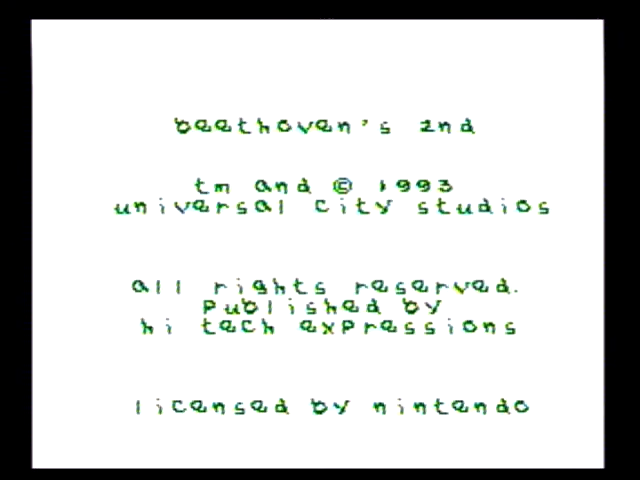 beethoven's 2nd
tm and © 1993
universal city studios
all rights reserved.
published by
hi tech expressions
licensed by nintendo